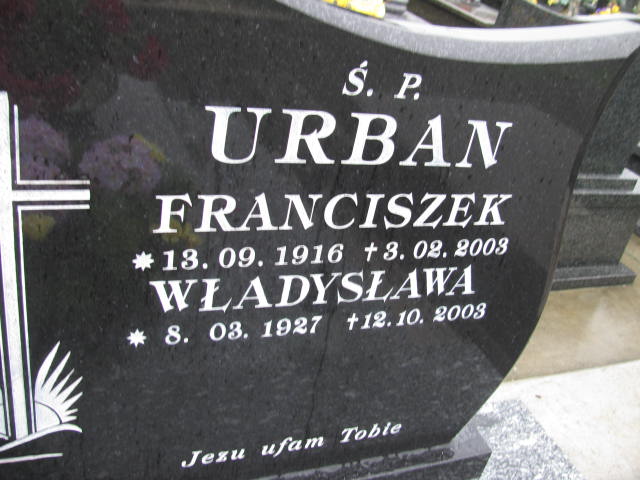 Ś. P.
URBAN
FRANCISZEK
* 13. 09. 1916 † 3. 02. 2003
WŁADYSŁAWA
* 8. 03. 1927 † 12. 10. 2003
Jezu ufam Tobie